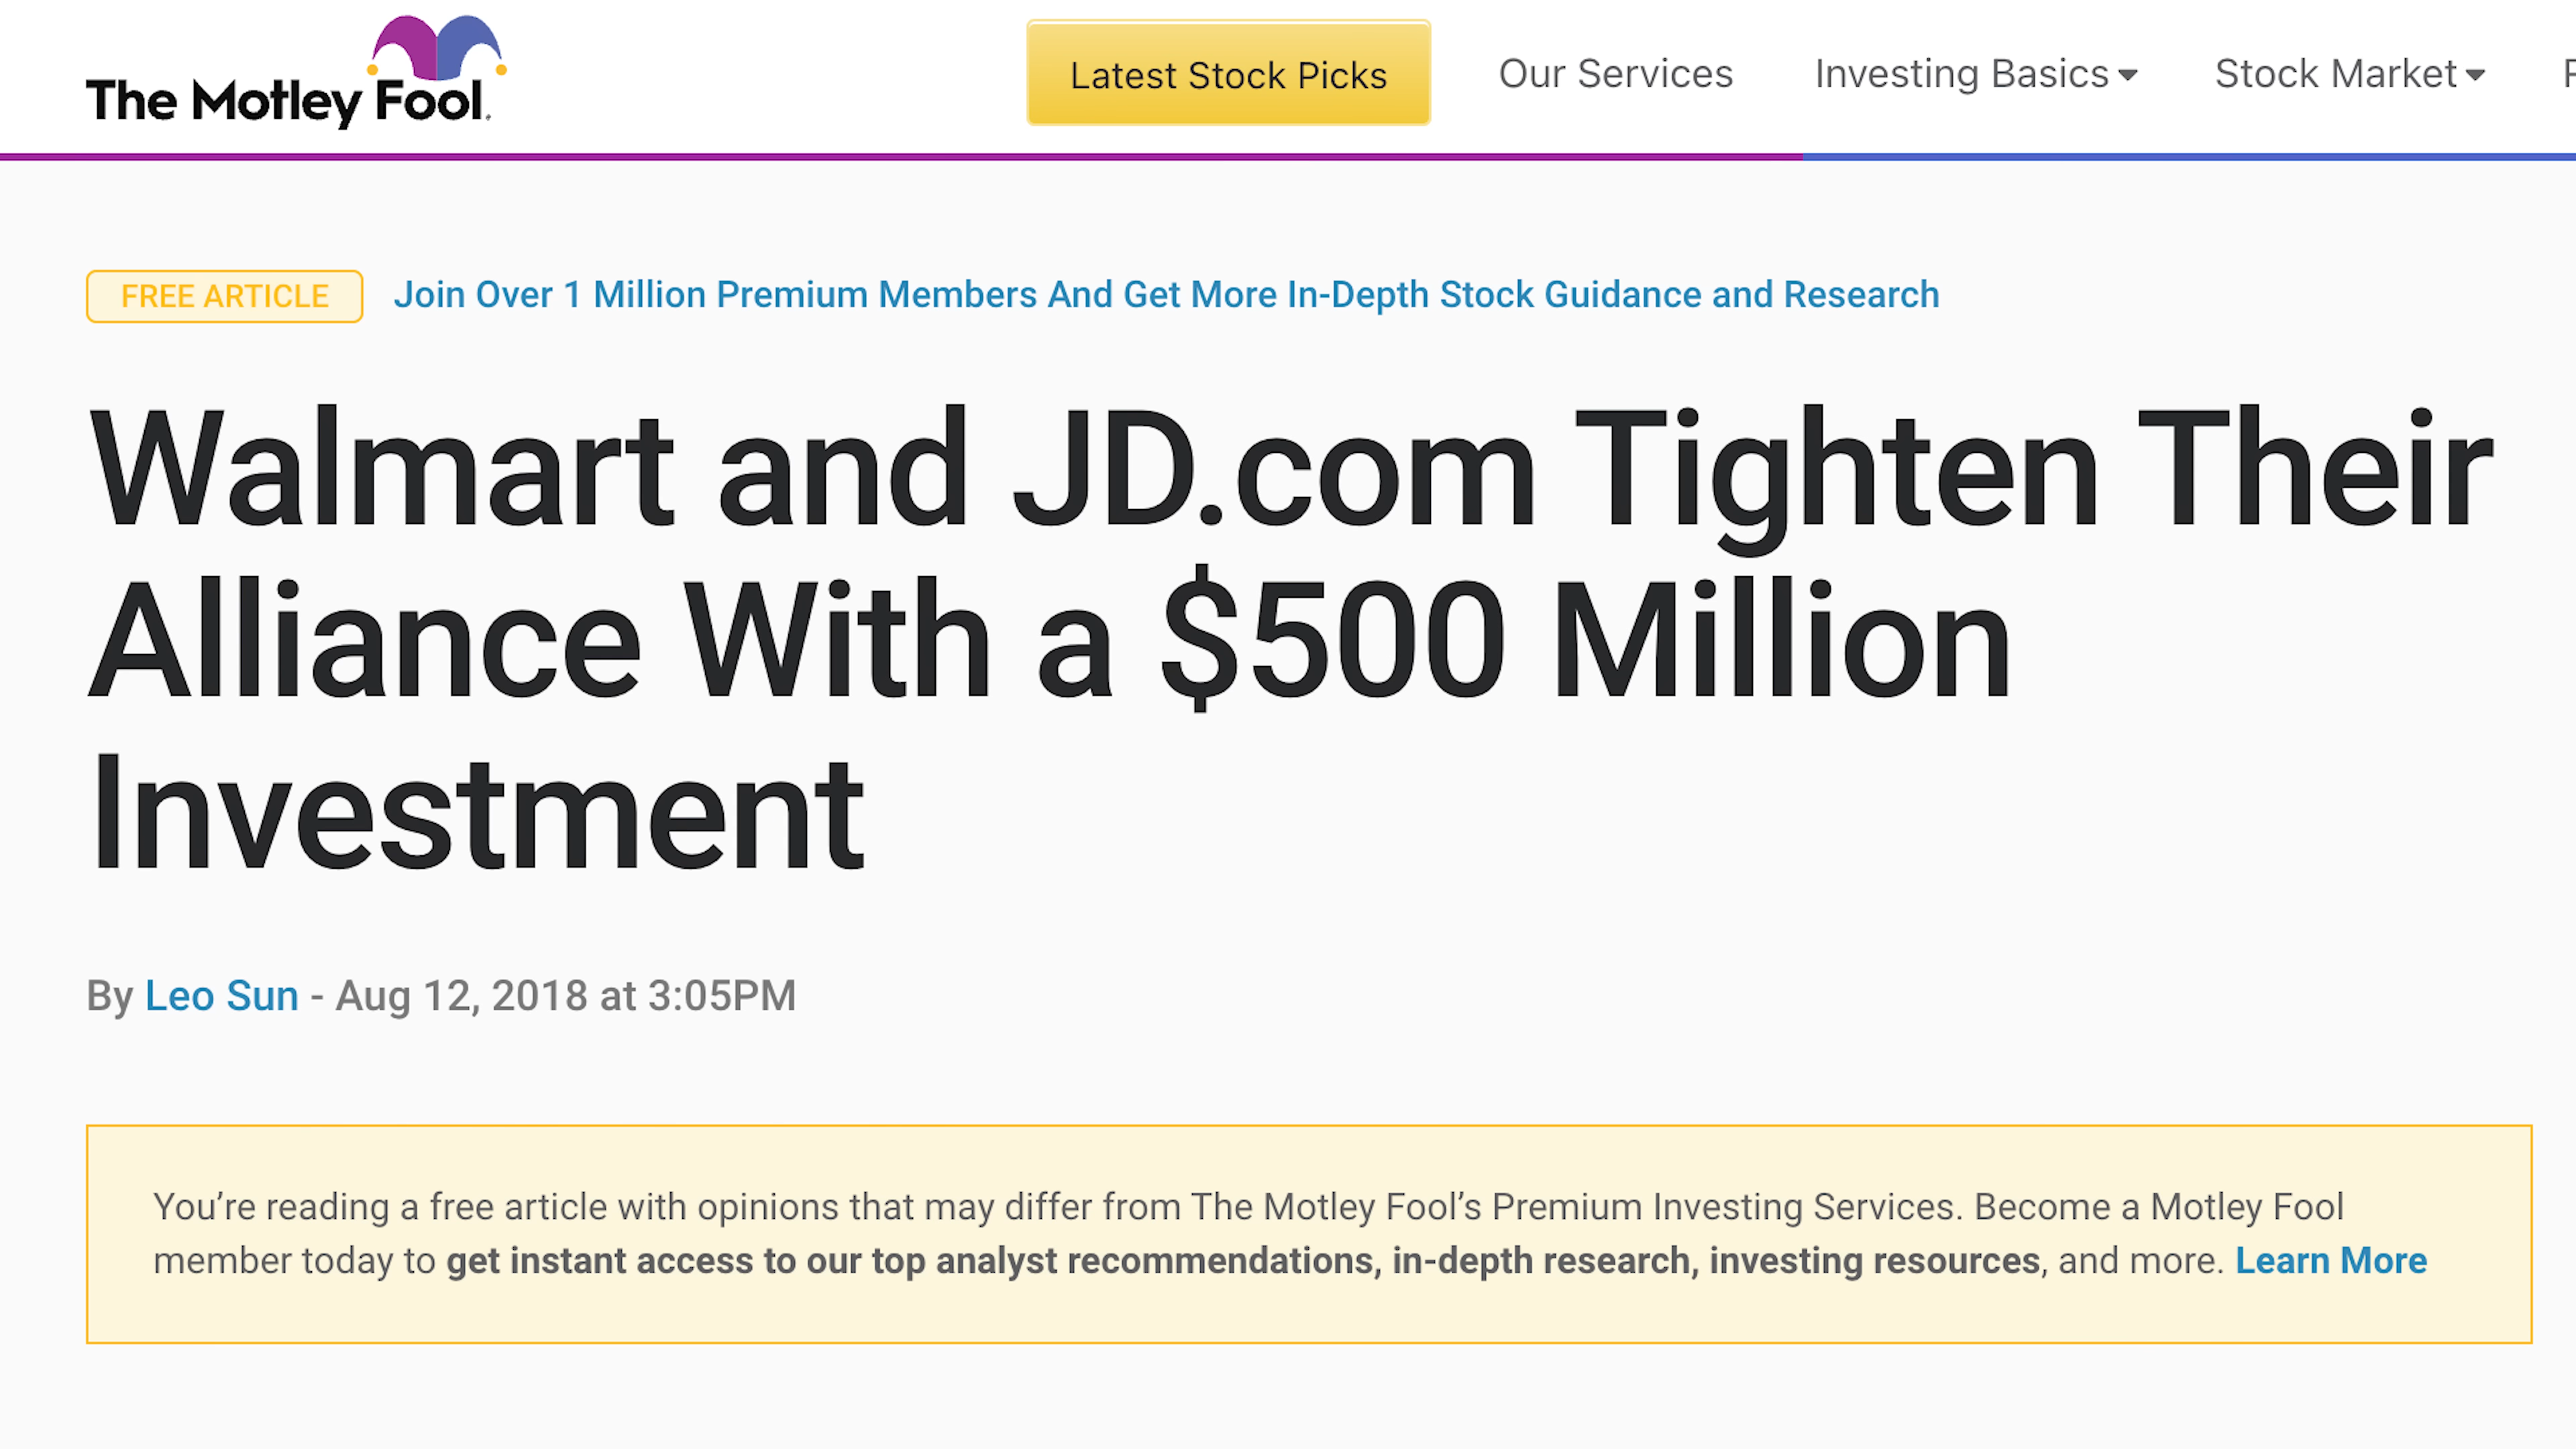 The Motley Fool.
Latest Stock Picks
Our Services
Investing Basics
Stock Market
FREE ARTICLE
Join Over 1 Million Premium Members And Get More In-Depth Stock Guidance and Research
Walmart and JD.com Tighten Their
Alliance With a $500 Million
Investment
By Leo Sun - Aug 12, 2018 at 3:05PM
You’re reading a free article with opinions that may differ from The Motley Fool’s Premium Investing Services. Become a Motley Fool
member today to get instant access to our top analyst recommendations, in-depth research, investing resources, and more. Learn More